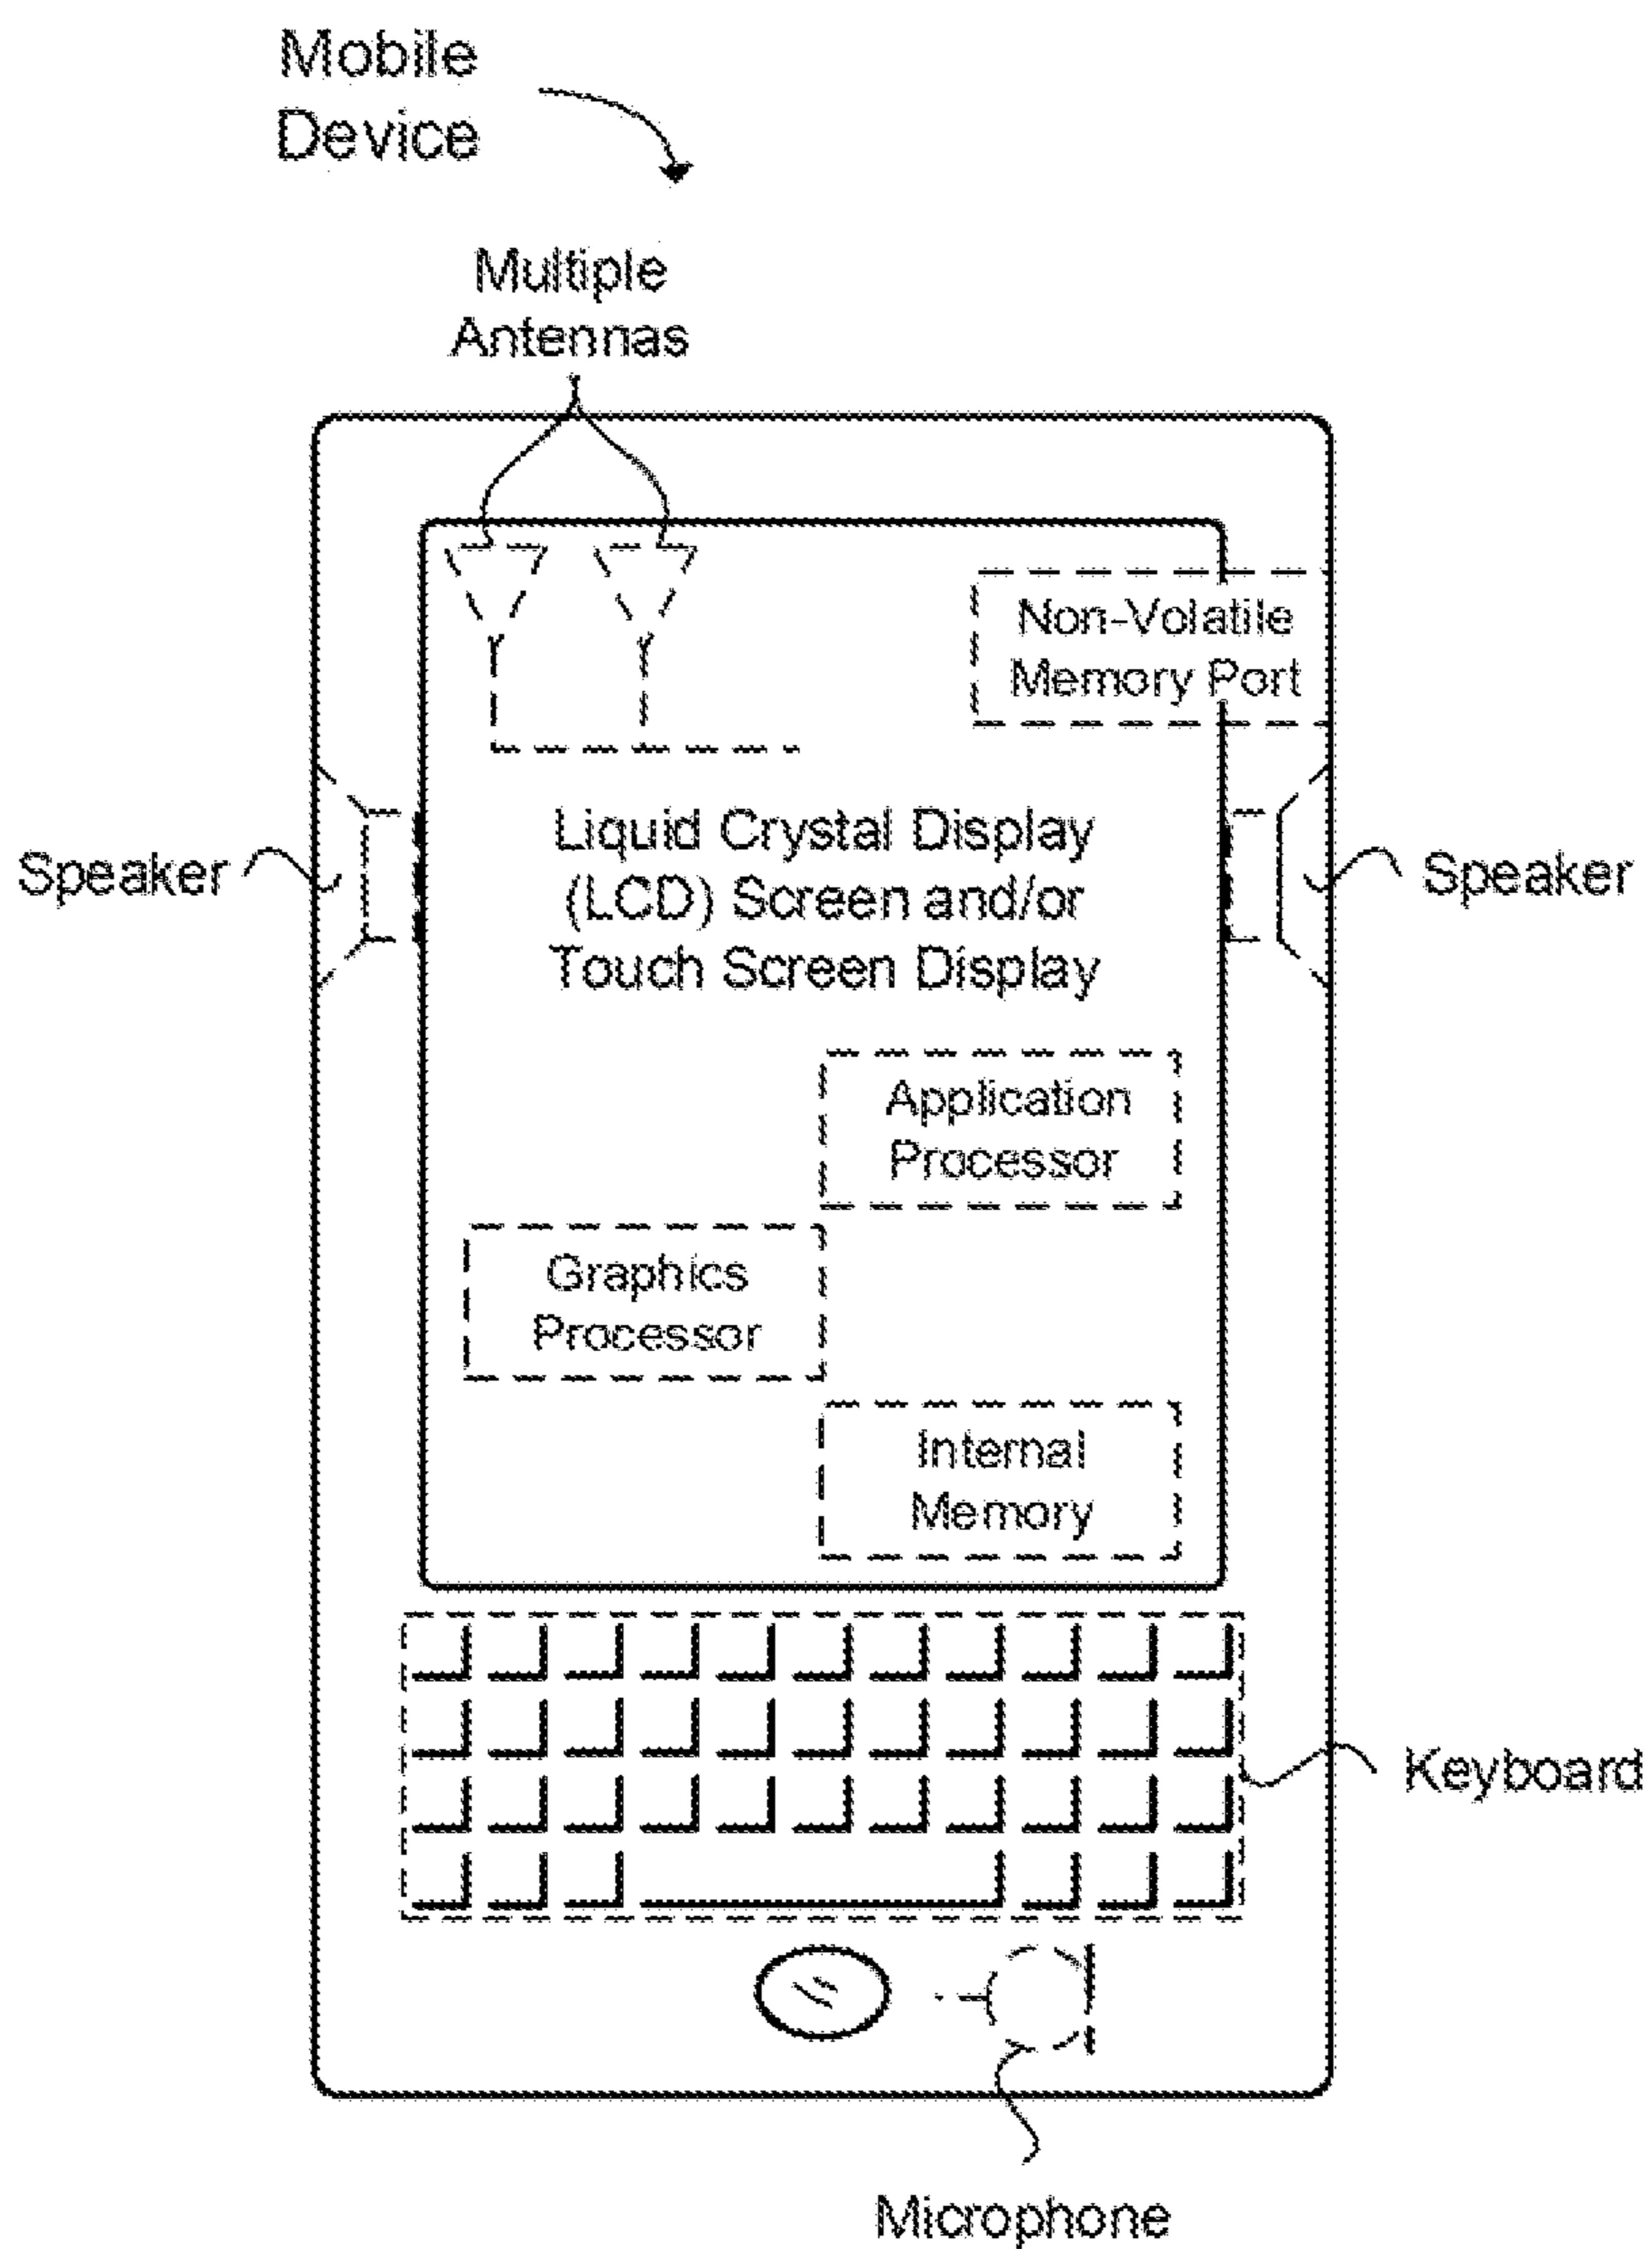 Mobile
Device
Multiple
Antennas
Non-Volatile
Memory Port
Speaker
Liquid Crystal Display
(LCD) Screen and/or
Touch Screen Display
Speaker
Application
Processor
Graphics
Processor
Internal
Memory
Keyboard
Microphone